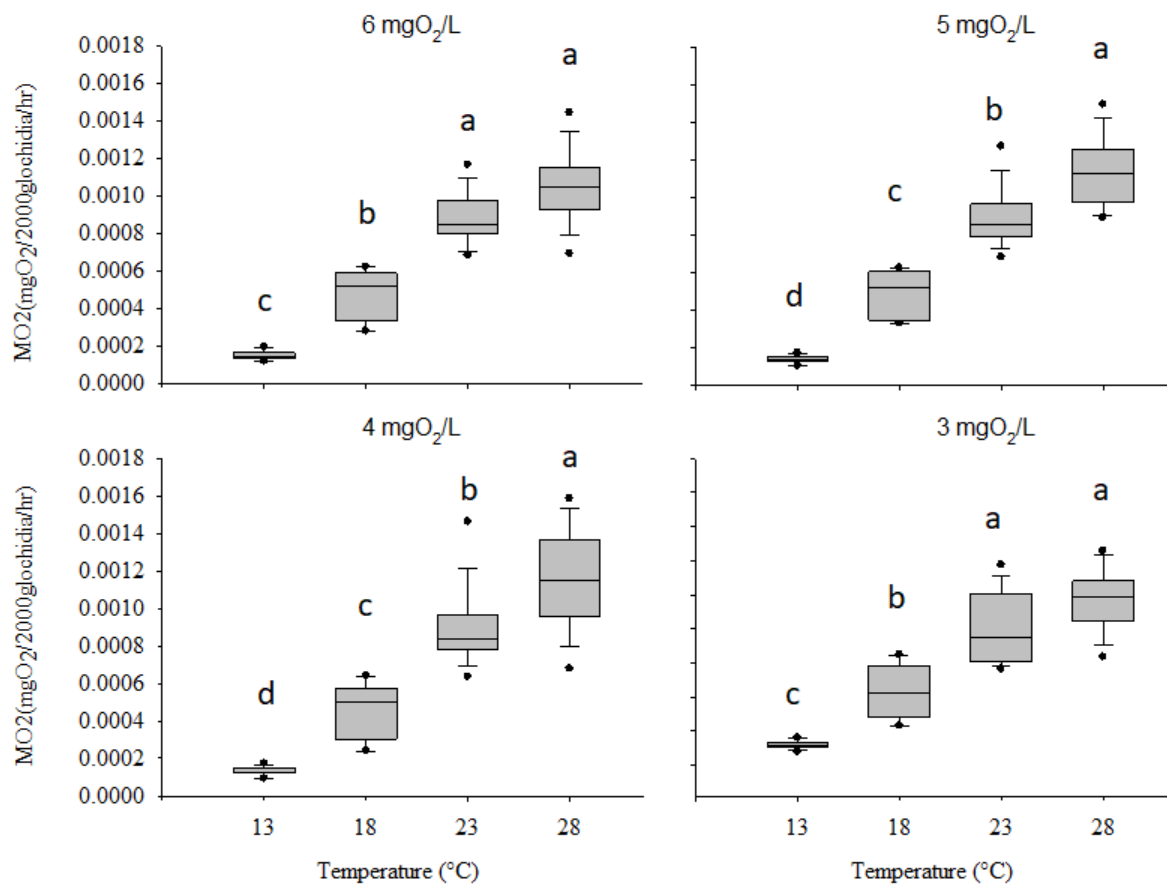 6 mgO₂/L
5 mgO₂/L
MO2(mgO₂/2000glochidia/hr)
0.0018
0.0016
0.0014
0.0012
0.0010
0.0008
0.0006
0.0004
0.0002
0.0000
c
b
a
a
d
c
b
a
4 mgO₂/L
3 mgO₂/L
MO2(mgO₂/2000glochidia/hr)
0.0018
0.0016
0.0014
0.0012
0.0010
0.0008
0.0006
0.0004
0.0002
0.0000
d
c
b
a
c
b
a
a
13 18 23 28
13 18 23 28
Temperature (°C)
Temperature (°C)